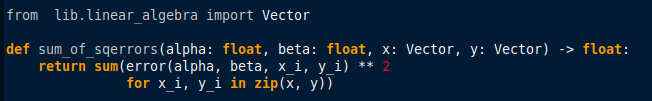 from  lib.linear_algebra import Vector

def sum_of_sqerrors(alpha: float, beta: float, x: Vector, y: Vector) -> float:
    return sum(error(alpha, beta, x_i, y_i) ** 2
               for x_i, y_i in zip(x, y))